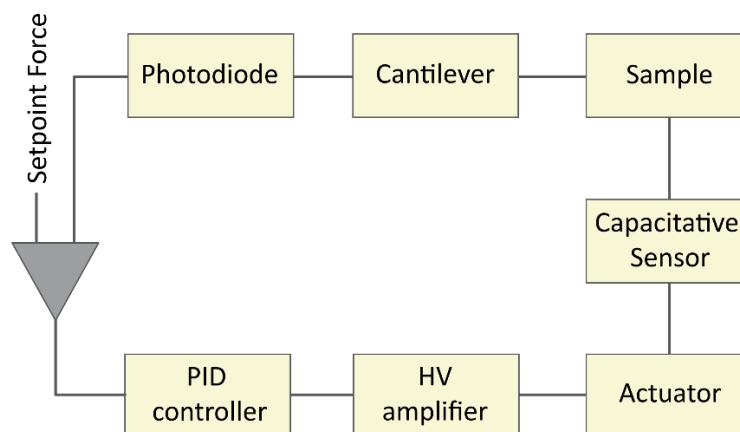 Setpoint Force
Photodiode
Cantilever
Sample
Capacitative
Sensor
PID
controller
HV
amplifier
Actuator